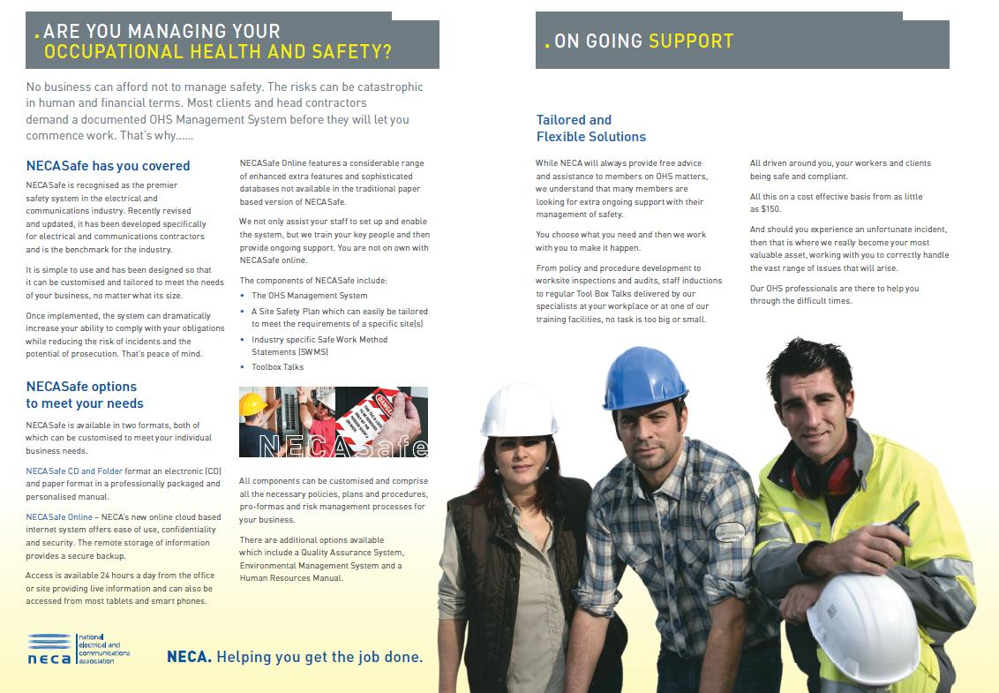 . ARE YOU MANAGING YOUR
OCCUPATIONAL HEALTH AND SAFETY?
No business can afford not to manage safety. The risks can be catastrophic
in human and financial terms. Most clients and head contractors
demand a documented OHS Management System before they will let you
commence work. That's why......
NECASafe has you covered
NECASafe is recognised as the premier
safety system in the electrical and
communications industry. Recently revised
and updated, it has been developed specifically
for electrical and communications contractors
and is the benchmark for the industry.
It is simple to use and has been designed so that
it can be customised and tailored to meet the needs
of your business, no matter what its size.
Once implemented, the system can dramatically
increase your ability to comply with your obligations
while reducing the risk of incidents and the
potential of prosecution. That's peace of mind.
NECASafe options
to meet your needs
NECASafe is available in two formats, both of
which can be customised to meet your individual
business needs.
NECASafe CD and Folder format an electronic (CD)
and paper format in a professionally packaged and
personalised manual.
NECASafe Online – NECA's new online cloud based
internet system offers ease of use, confidentiality
and security. The remote storage of information
provides a secure backup.
Access is available 24 hours a day from the office
or site providing live information and can also be
accessed from most tablets and smart phones.
NECASafe Online features a considerable range
of enhanced extra features and sophisticated
databases not available in the traditional paper
based version of NECASafe.
We not only assist your staff to set up and enable
the system, but we train your key people and then
provide ongoing support. You are not on own with
NECASafe online.
The components of NECASafe include:
• The OHS Management System
• A Site Safety Plan which can easily be tailored
to meet the requirements of a specific site(s)
• Industry specific Safe Work Method
Statements (SWMS)
• Toolbox Talks
DANGER
NECASafe
All components can be customised and comprise
all the necessary policies, plans and procedures,
pro-formas and risk management processes for
your business.
There are additional options available
which include a Quality Assurance System,
Environmental Management System and a
Human Resources Manual.
neca
national
electrical and
communications
association
NECA. Helping you get the job done.
. ON GOING SUPPORT
Tailored and
Flexible Solutions
While NECA will always provide free advice
and assistance to members on OHS matters,
we understand that many members are
looking for extra ongoing support with their
management of safety.
You choose what you need and then we work
with you to make it happen.
From policy and procedure development to
worksite inspections and audits, staff inductions
to regular Tool Box Talks delivered by our
specialists at your workplace or at one of our
training facilities, no task is too big or small.
All driven around you, your workers and clients
being safe and compliant.
All this on a cost effective basis from as little
as $150.
And should you experience an unfortunate incident,
then that is where we really become your most
valuable asset, working with you to correctly handle
the vast range of issues that will arise.
Our OHS professionals are there to help you
through the difficult times.